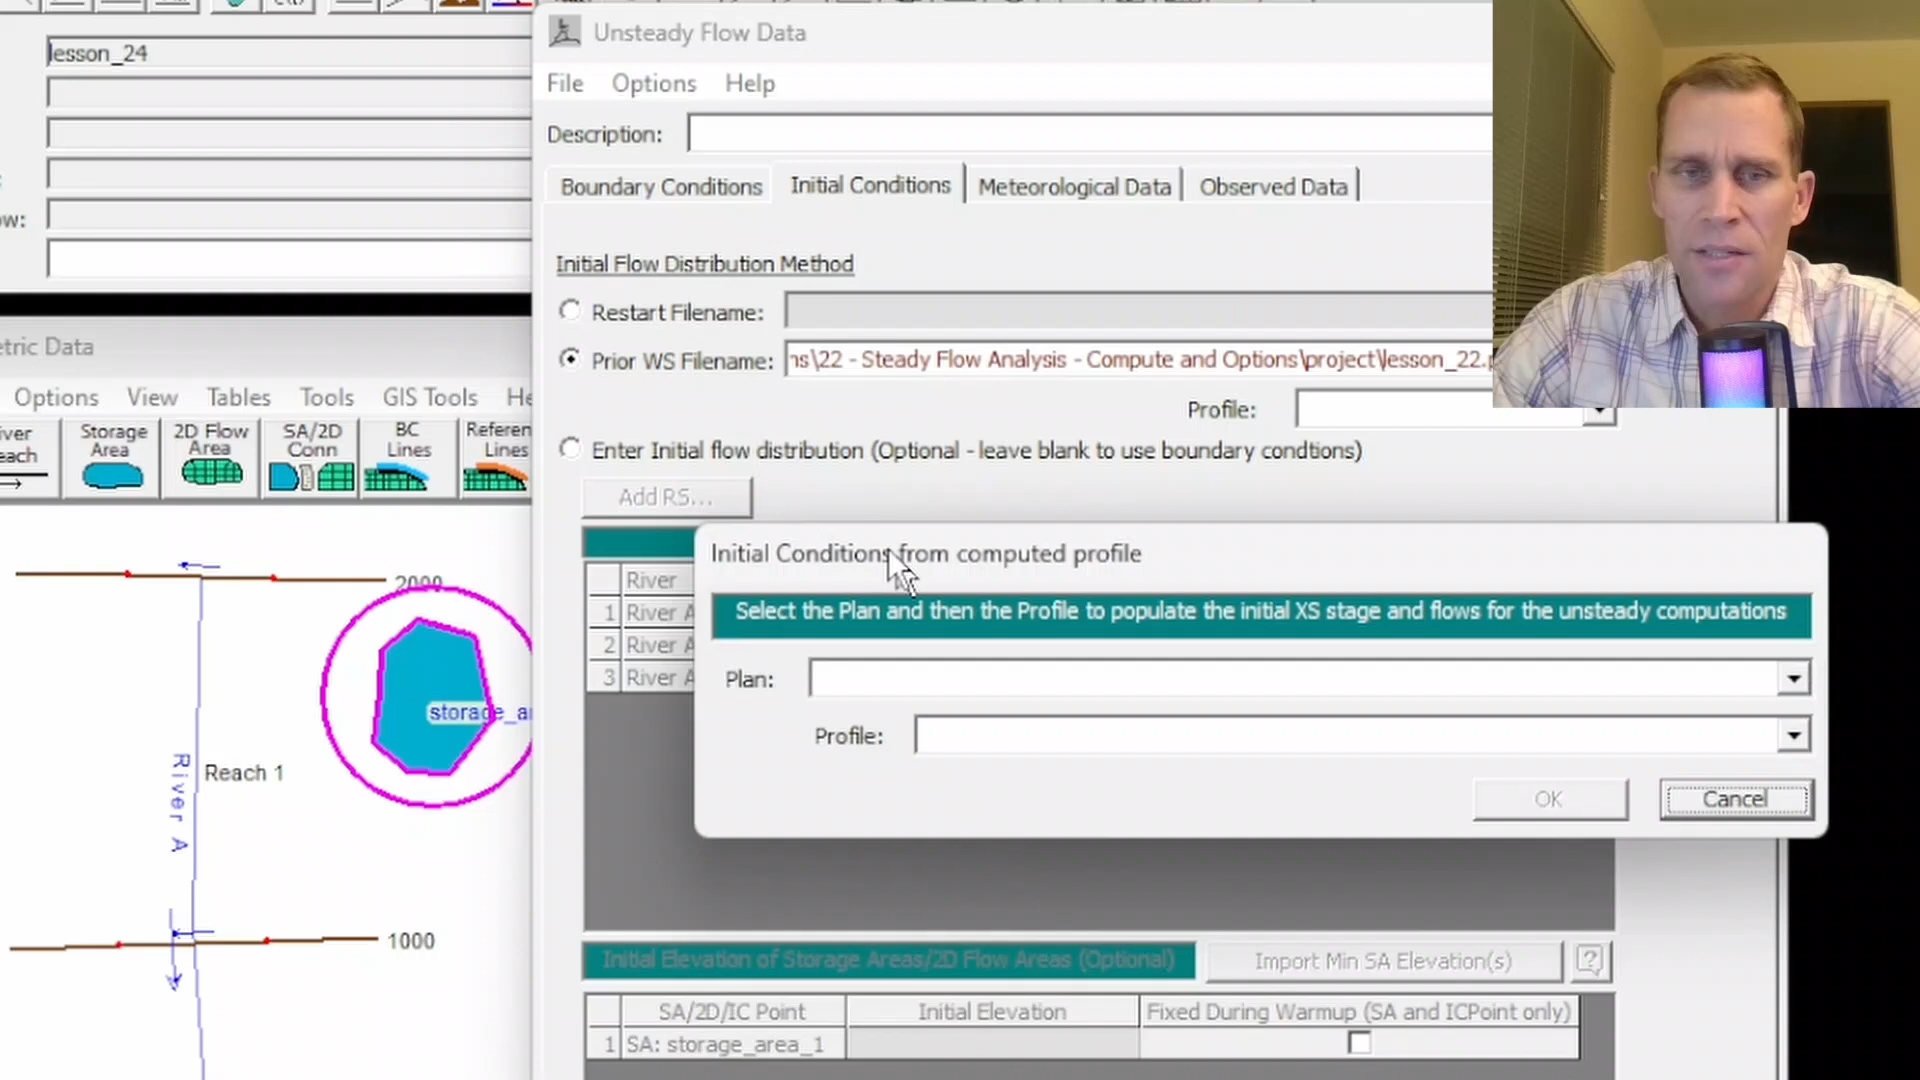 lesson_24
ow:
Unsteady Flow Data
File Options Help
Description:
Boundary Conditions Initial Conditions Meteorological Data Observed Data
Initial Flow Distribution Method
Restart Filename:
Prior WS Filename: ns\22 - Steady Flow Analysis - Compute and Options\project\lesson_22.p
Profile:
Enter Initial flow distribution (Optional - leave blank to use boundary condtions)
Add RS...
River
1 River A
2 River A
3 River A
Initial Conditions from computed profile
Select the Plan and then the Profile to populate the initial XS stage and flows for the unsteady computations
Plan:
Profile:
OK Cancel
Initial Elevation of Storage Areas/2D Flow Areas (Optional) Import Min SA Elevation(s) ?
SA/2D/IC Point Initial Elevation Fixed During Warmup (SA and ICPoint only)
1 SA: storage_area_1
etric Data
Options View Tables Tools GIS Tools He
iver
each
Storage
Area
2D Flow
Area
SA/2D
Conn
BC
Lines
Referen
Lines
2000
storage_a
River A
Reach 1
1000